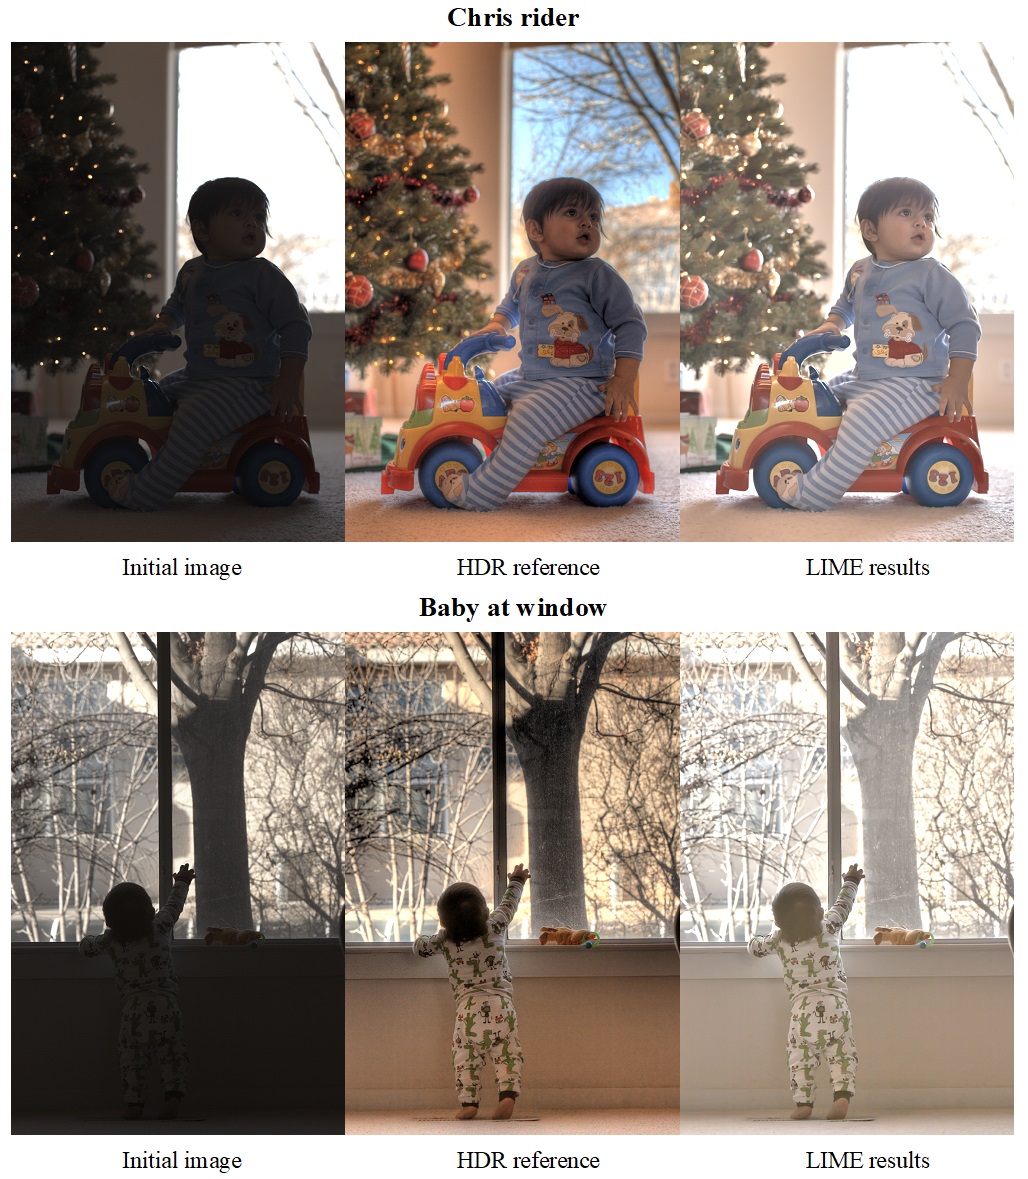 Chris rider
Initial image
HDR reference
LIME results
Baby at window
Initial image
HDR reference
LIME results